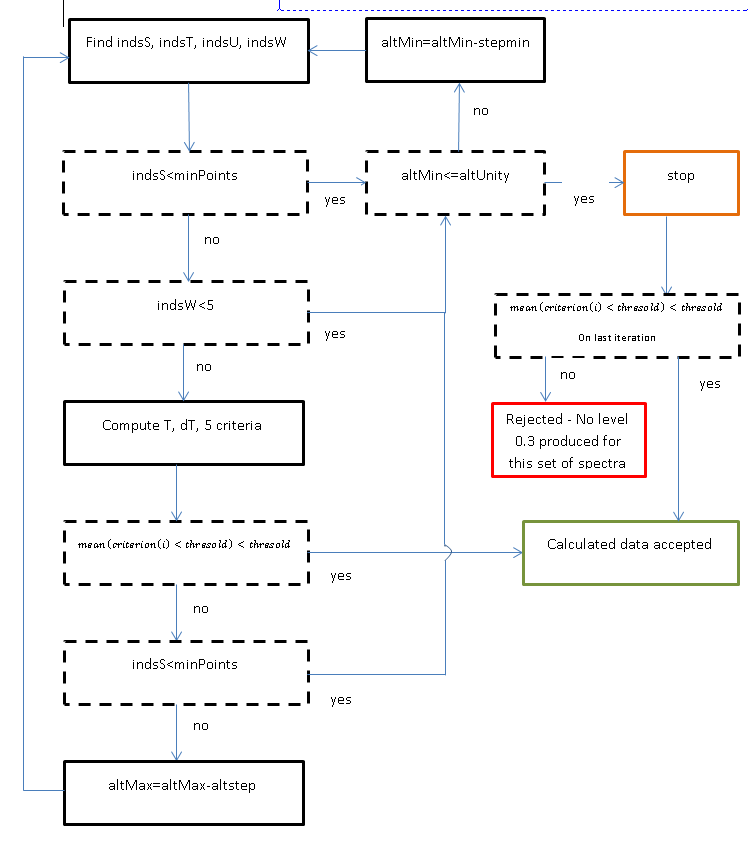 Find indsS, indsT, indsU, indsW
altMin=altMin-stepmin
no
indsS<minPoints
yes
altMin<=altUnity
yes
stop
no
indsW<5
yes
mean(criterion(i) < thresold) < thresold
On last iteration
no
yes
no
Compute T, dT, 5 criteria
Rejected - No level
0.3 produced for
this set of spectra
mean(criterion(i) < thresold) < thresold
yes
Calculated data accepted
no
indsS<minPoints
yes
no
altMax=altMax-altstep